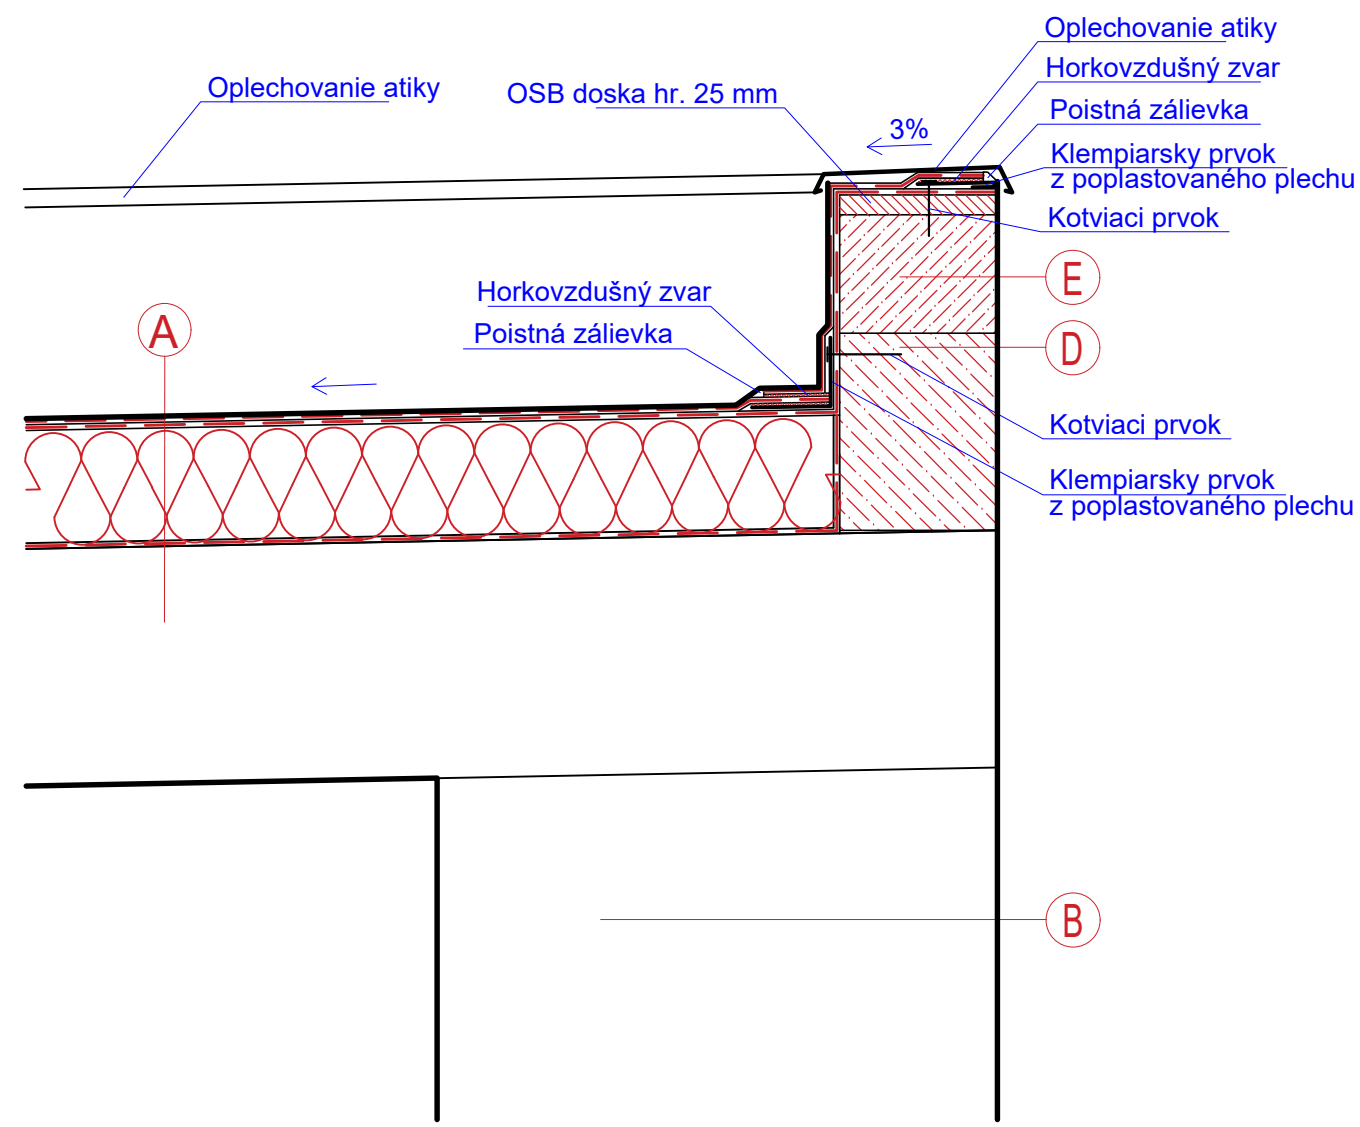 Oplechovanie atiky
Horkovzdušný zvar
Oplechovanie atiky
OSB doska hr. 25 mm
Poistná zálievka
3%
Klempiarsky prvok
z poplastovaného plechu
Kotviaci prvok
E
Horkovzdušný zvar
A
Poistná zálievka
D
Kotviaci prvok
Klempiarsky prvok
z poplastovaného plechu
B